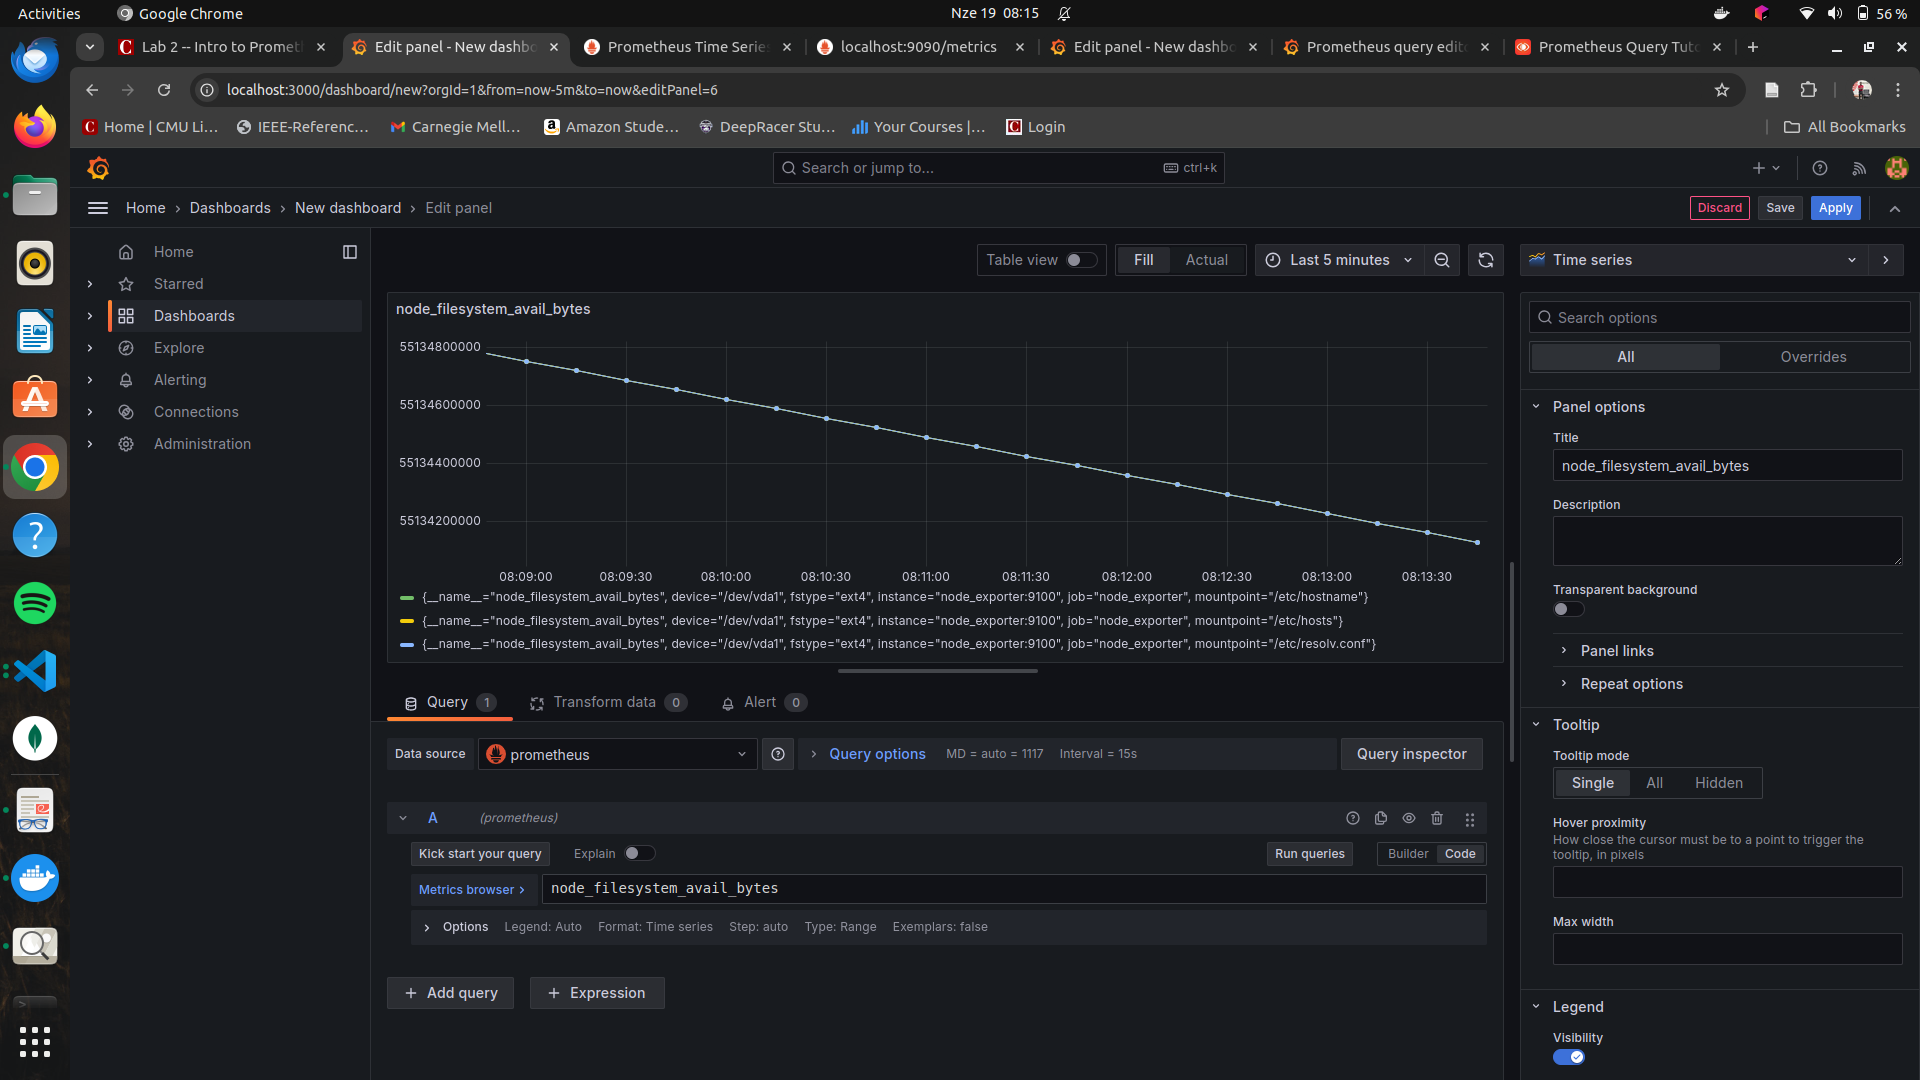 Activities
Google Chrome
Nze 19 08:15
56 %
Lab 2 -- Intro to Promet
Edit panel - New dashbo
Prometheus Time Serie
localhost:9090/metrics
Edit panel - New dashbo
Prometheus query edit
Prometheus Query Tut
localhost:3000/dashboard/new?orgId=1&from=now-5m&to=now&editPanel=6
Home | CMU Li...
IEEE-Referenc...
Carnegie Mell...
Amazon Stude...
DeepRacer Stu...
Your Courses |...
Login
All Bookmarks
Search or jump to...
ctrl+k
Home › Dashboards › New dashboard › Edit panel
Discard
Save
Apply
Home
Starred
Dashboards
Explore
Alerting
Connections
Administration
Table view
Fill
Actual
Last 5 minutes
Time series
node_filesystem_avail_bytes
55134800000
55134600000
55134400000
55134200000
08:09:00 08:09:30 08:10:00 08:10:30 08:11:00 08:11:30 08:12:00 08:12:30 08:13:00 08:13:30
{__name__="node_filesystem_avail_bytes", device="/dev/vda1", fstype="ext4", instance="node_exporter:9100", job="node_exporter", mountpoint="/etc/hostname"}
{__name__="node_filesystem_avail_bytes", device="/dev/vda1", fstype="ext4", instance="node_exporter:9100", job="node_exporter", mountpoint="/etc/hosts"}
{__name__="node_filesystem_avail_bytes", device="/dev/vda1", fstype="ext4", instance="node_exporter:9100", job="node_exporter", mountpoint="/etc/resolv.conf"}
Query 1
Transform data 0
Alert 0
Data source
prometheus
Query options
MD = auto = 1117
Interval = 15s
Query inspector
A
(prometheus)
Kick start your query
Explain
Run queries
Builder
Code
Metrics browser >
node_filesystem_avail_bytes
Options
Legend: Auto
Format: Time series
Step: auto
Type: Range
Exemplars: false
+ Add query
+ Expression
Search options
All
Overrides
Panel options
Title
node_filesystem_avail_bytes
Description
Transparent background
Panel links
Repeat options
Tooltip
Tooltip mode
Single
All
Hidden
Hover proximity
How close the cursor must be to a point to trigger the
tooltip, in pixels
Max width
Legend
Visibility